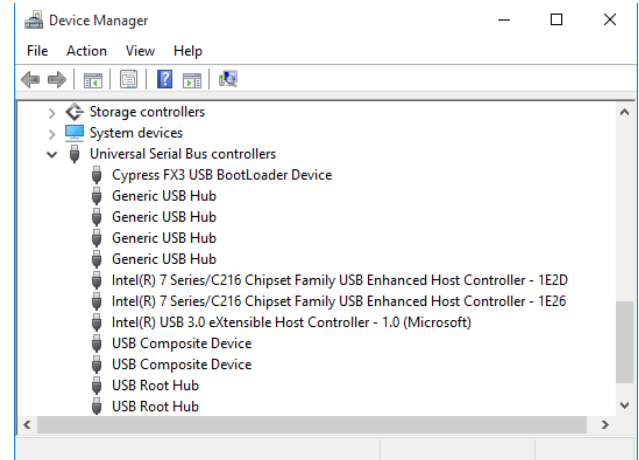 Device Manager
File Action View Help
Storage controllers
System devices
Universal Serial Bus controllers
Cypress FX3 USB BootLoader Device
Generic USB Hub
Generic USB Hub
Generic USB Hub
Generic USB Hub
Intel(R) 7 Series/C216 Chipset Family USB Enhanced Host Controller - 1E2D
Intel(R) 7 Series/C216 Chipset Family USB Enhanced Host Controller - 1E26
Intel(R) USB 3.0 eXtensible Host Controller - 1.0 (Microsoft)
USB Composite Device
USB Composite Device
USB Root Hub
USB Root Hub